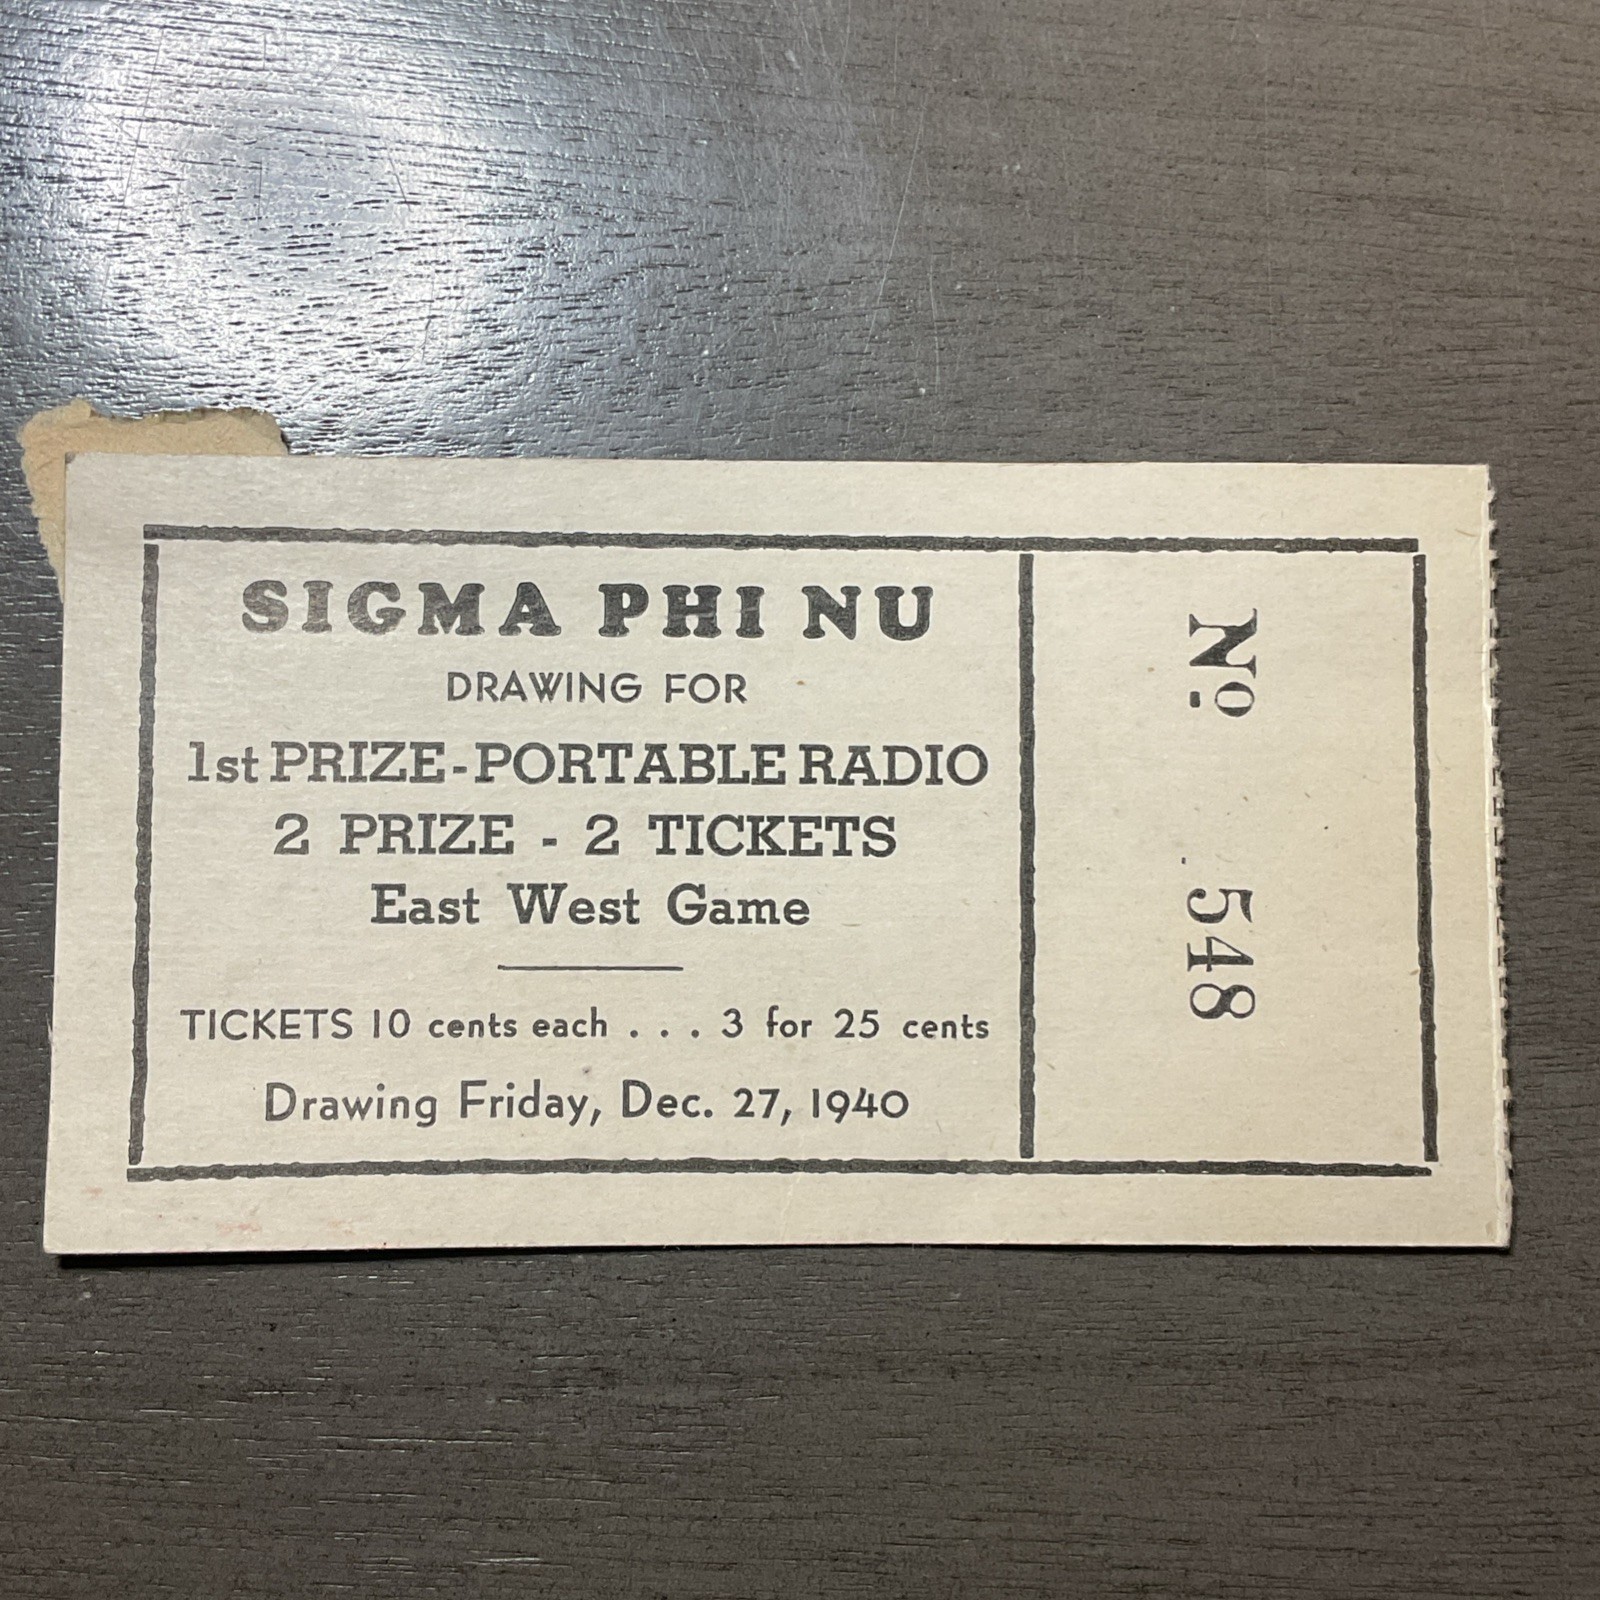 SIGMA PHI NU
DRAWING FOR
1st PRIZE-PORTABLE RADIO
2 PRIZE - 2 TICKETS
East West Game
TICKETS 10 cents each . . . 3 for 25 cents
Drawing Friday, Dec. 27, 1940
No. 548